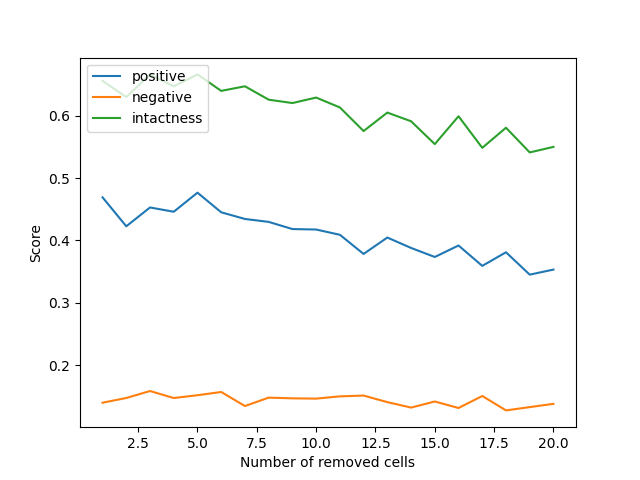 positive
negative
intactness
0.6
0.5
0.4
0.3
0.2
Score
2.5 5.0 7.5 10.0 12.5 15.0 17.5 20.0
Number of removed cells